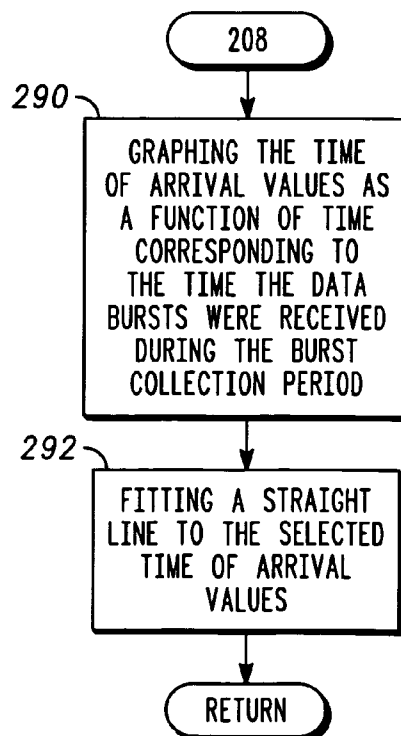 208
290
GRAPHING THE TIME
OF ARRIVAL VALUES AS
A FUNCTION OF TIME
CORRESPONDING TO
THE TIME THE DATA
BURSTS WERE RECEIVED
DURING THE BURST
COLLECTION PERIOD
292
FITTING A STRAIGHT
LINE TO THE SELECTED
TIME OF ARRIVAL
VALUES
RETURN